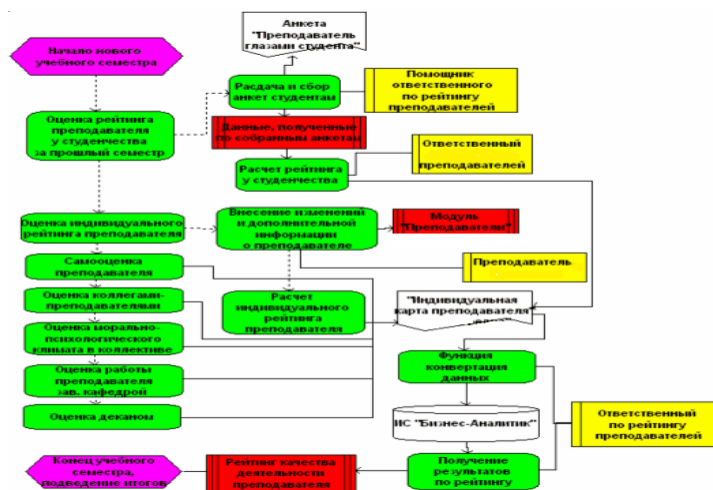 Анкета
"Преподаватель
глазами студента"
Начало нового
учебного семестра
Расдача и сбор
анкет студентам
Помощник
ответственного
по рейтингу
преподавателей
Оценка рейтинга
преподавателя
у студенчества
за прошлый семестр
Данные, полученные
по собранным анкетам
Ответственный
преподавателей
Расчет рейтинга
у студенчества
Оценка индивидуального
рейтинга преподавателя
Внесение изменений
и дополнительной
информации
о преподавателе
Модуль
"Преподаватели"
Самооценка
преподавателя
Преподаватель
Оценка коллегами-
преподавателями
Расчет
индивидуального
рейтинга
преподавателя
"Индивидуальная
карта преподавателя"
Оценка морально-
психологического
климата в коллективе
Функция
конвертации
данных
Оценка работы
преподавателя
зав. кафедрой
Оценка деканом
ИС "Бизнес-Аналитик"
Ответственный
по рейтингу
преподавателей
Конец учебного
семестра,
подведение итогов
Рейтинг качества
деятельности
преподавателя
Получение
результатов
по рейтингу